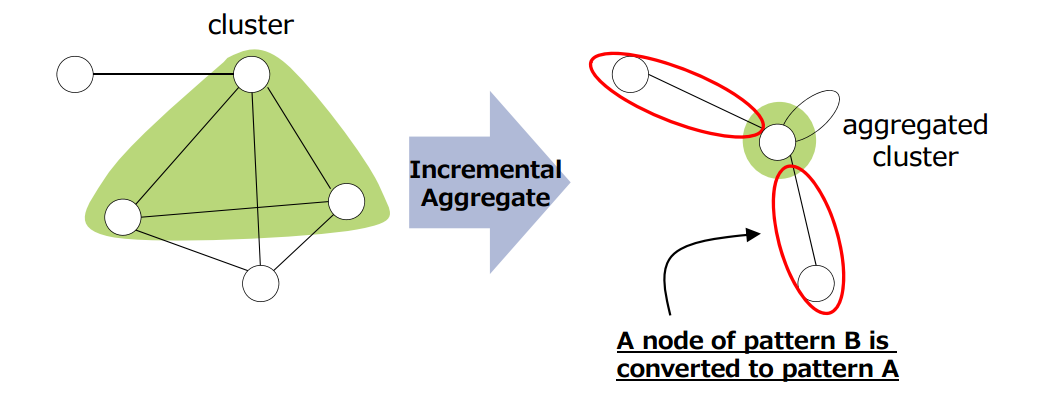 cluster
Incremental
Aggregate
aggregated
cluster
A node of pattern B is
converted to pattern A